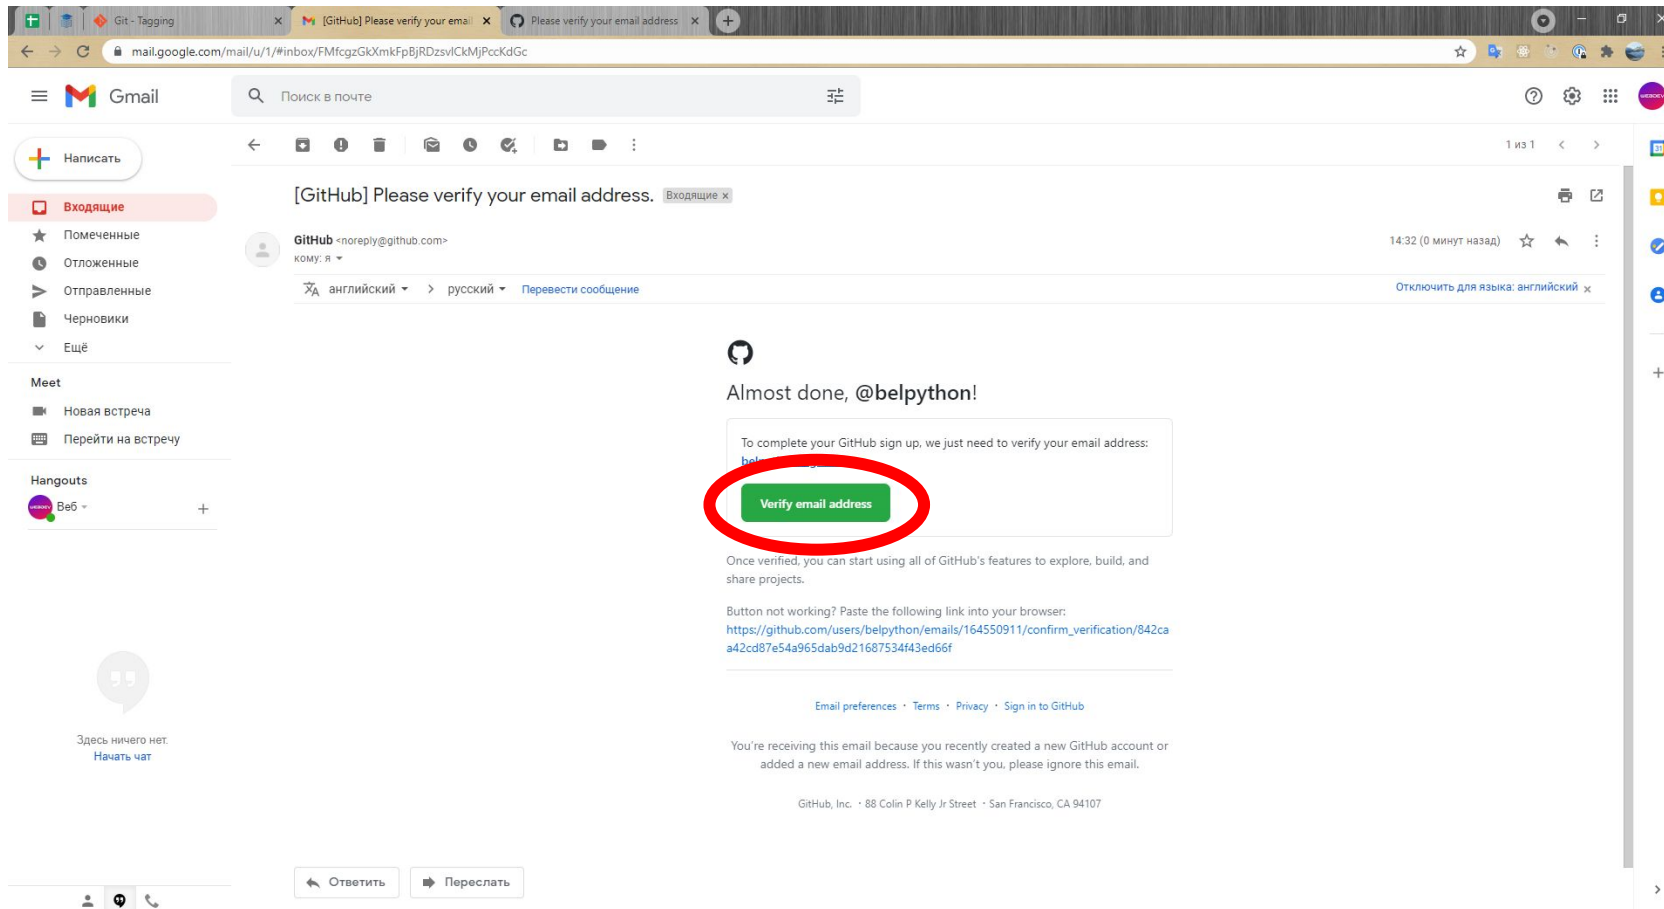 Git - Tagging
[GitHub] Please verify your emai
Please verify your email address
mail.google.com/mail/u/1/#inbox/FMfcgzGkXmkFpBjRDzsvlCkMjPccKdGc
Gmail
Поиск в почте
Написать
1 из 1
Входящие
Помеченные
Отложенные
Отправленные
Черновики
Ещё
Meet
Новая встреча
Перейти на встречу
Hangouts
Веб
Здесь ничего нет.
Начать чат
[GitHub] Please verify your email address.
Входящие x
GitHub <noreply@github.com>
14:32 (0 минут назад)
кому: я
английский > русский Перевести сообщение
Отключить для языка: английский x
Almost done, @belpython!
To complete your GitHub sign up, we just need to verify your email address:
Verify email address
Once verified, you can start using all of GitHub's features to explore, build, and
share projects.
Button not working? Paste the following link into your browser:
https://github.com/users/belpython/emails/164550911/confirm_verification/842ca
a42cd87e54a965dab9d21687534f43ed66f
Email preferences · Terms · Privacy · Sign in to GitHub
You're receiving this email because you recently created a new GitHub account or
added a new email address. If this wasn't you, please ignore this email.
GitHub, Inc. · 88 Colin P Kelly Jr Street · San Francisco, CA 94107
Ответить
Переслать